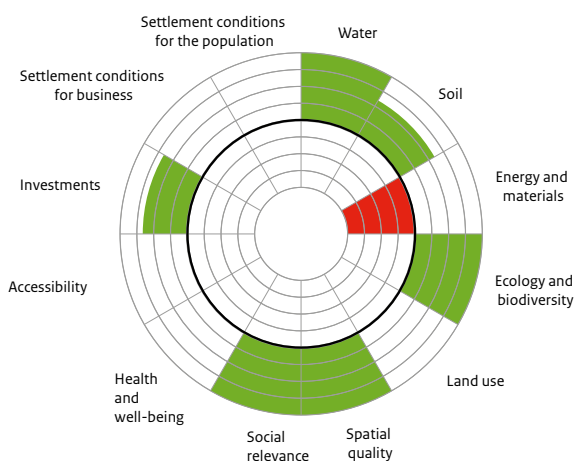 Settlement conditions
for the population
Water
Settlement conditions
for business
Soil
Investments
Energy and
materials
Accessibility
Ecology and
biodiversity
Health
and
well-being
Land use
Social
relevance
Spatial
quality